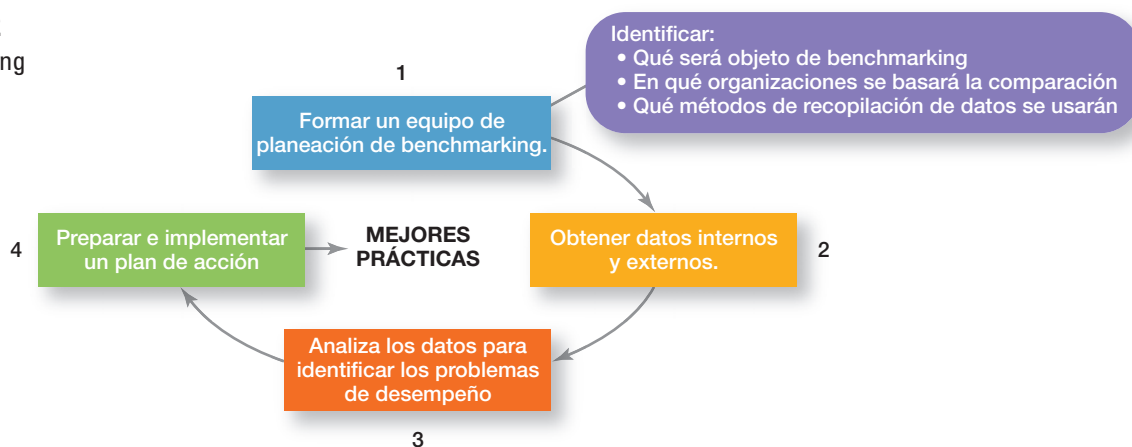 ng
1
Formar un equipo de
planeación de benchmarking.
Identificar:
• Qué será objeto de benchmarking
• En qué organizaciones se basará la comparación
• Qué métodos de recopilación de datos se usarán
2
Obtener datos internos
y externos.
3
Analiza los datos para
identificar los problemas
de desempeño
4
Preparar e implementar
un plan de acción
MEJORES
PRÁCTICAS